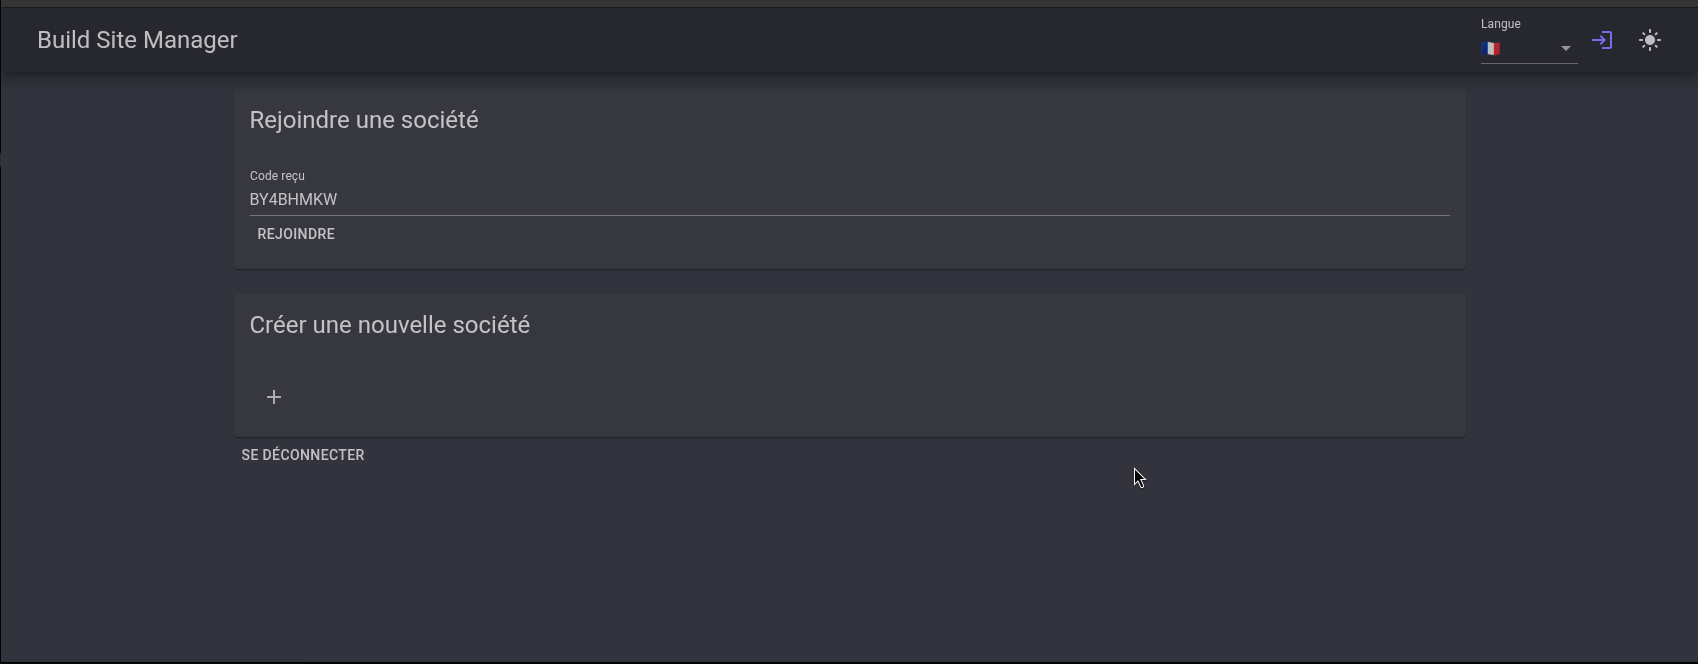 Build Site Manager
Langue
Rejoindre une société
Code reçu
BY4BHMKW
REJOINDRE
Créer une nouvelle société
SE DÉCONNECTER